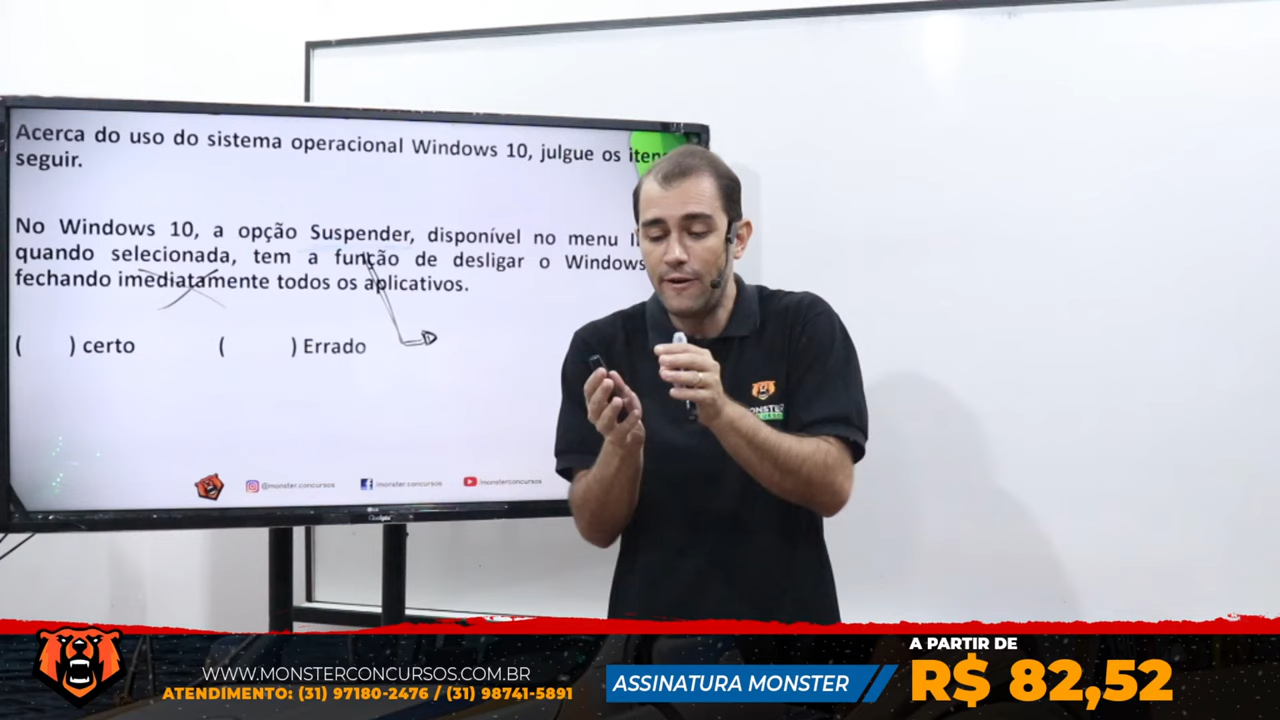 Acerca do uso do sistema operacional Windows 10, julgue os itens
seguir.
No Windows 10, a opção Suspender, disponível no menu
quando selecionada, tem a função de desligar o Windows
fechando imediatamente todos os aplicativos.
( ) certo ( ) Errado
@monster.concursos /monster.concursos /monsterconcursos
WWW.MONSTERCONCURSOS.COM.BR
ATENDIMENTO: (31) 97180-2476 / (31) 98741-5891
ASSINATURA MONSTER
A PARTIR DE
R$ 82,52